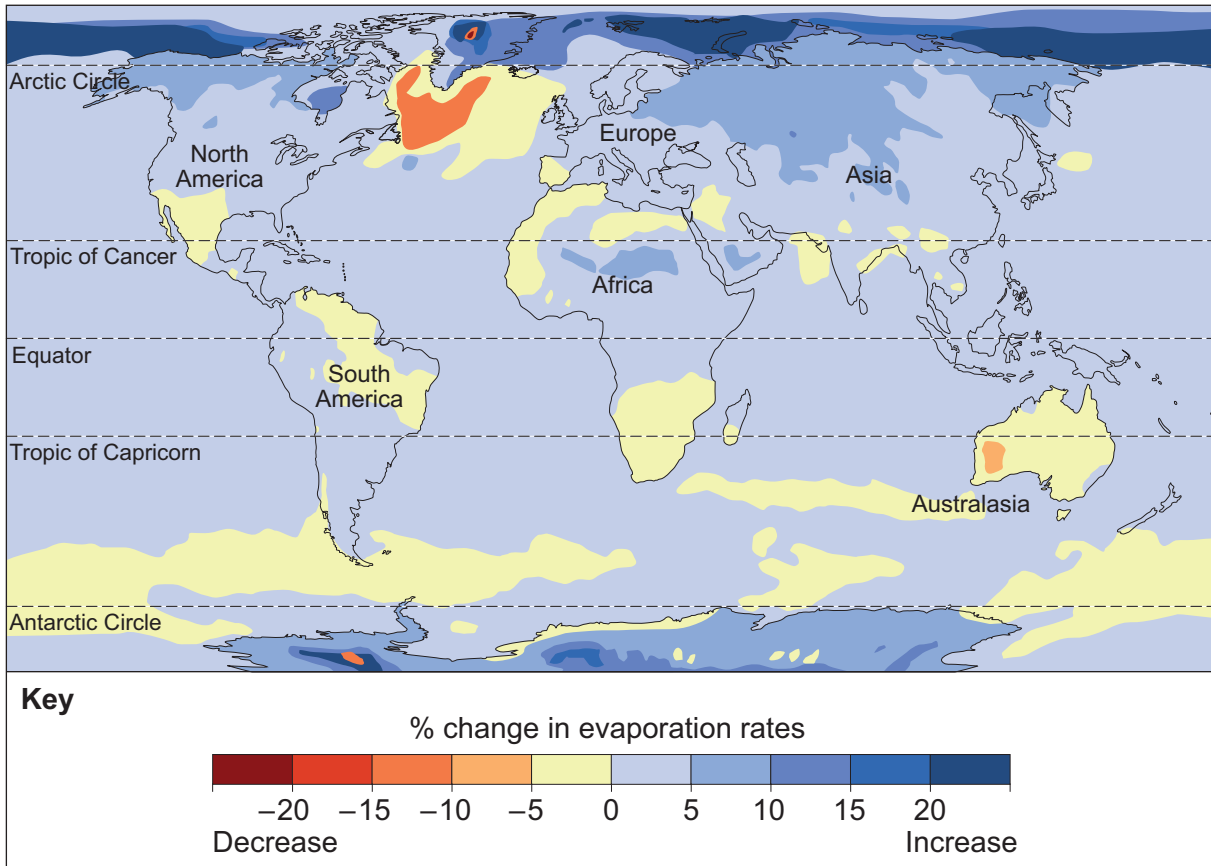 Arctic Circle
Europe
North
America
Asia
Tropic of Cancer
Africa
Equator
South
America
Tropic of Capricorn
Australasia
Antarctic Circle
Key
% change in evaporation rates
−20 −15 −10 −5 0 5 10 15 20
Decrease Increase